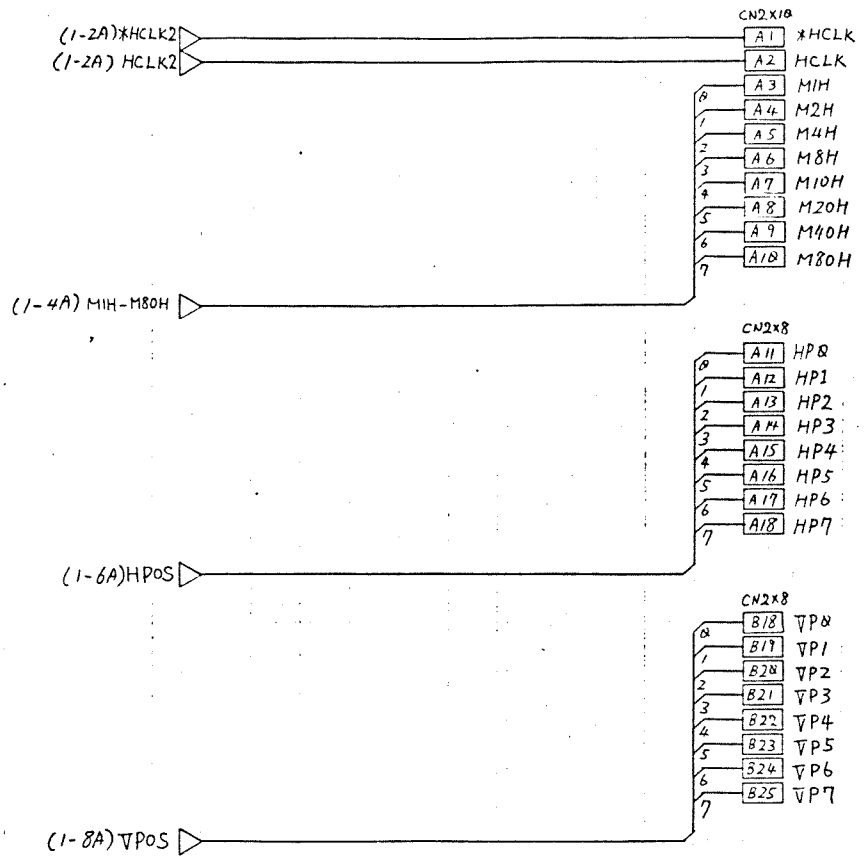 CN2X10
(1-2A)*HCLK2 A1 *HCLK
(1-2A) HCLK2 A2 HCLK
0 A3 M1H
1 A4 M2H
2 A5 M4H
3 A6 M8H
4 A7 M10H
5 A8 M20H
6 A9 M40H
7 A10 M80H
(1-4A) M1H-M80H
CN2X8
0 A11 HP0
1 A12 HP1
2 A13 HP2
3 A14 HP3
4 A15 HP4
5 A16 HP5
6 A17 HP6
7 A18 HP7
(1-6A)HPOS
CN2X8
0 B18 VP0
1 B19 VP1
2 B20 VP2
3 B21 VP3
4 B22 VP4
5 B23 VP5
6 B24 VP6
7 B25 VP7
(1-8A) VPOS